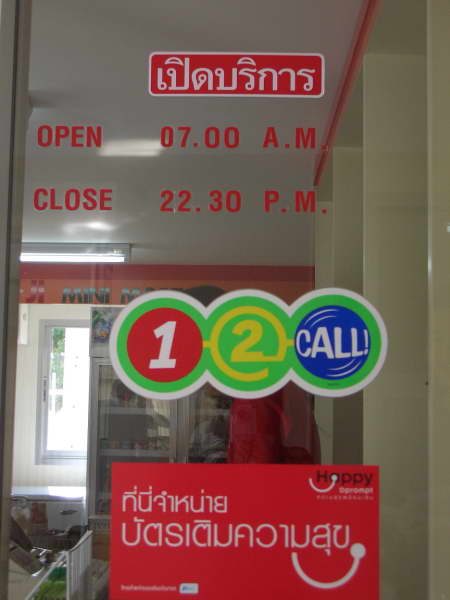 เปิดบริการ
OPEN 07.00 A.M.
CLOSE 22.30 P.M.
MINI
1 2 CALL!
Happy
Dprompt
ที่นี่จำหน่าย
บัตรเติมความสุข